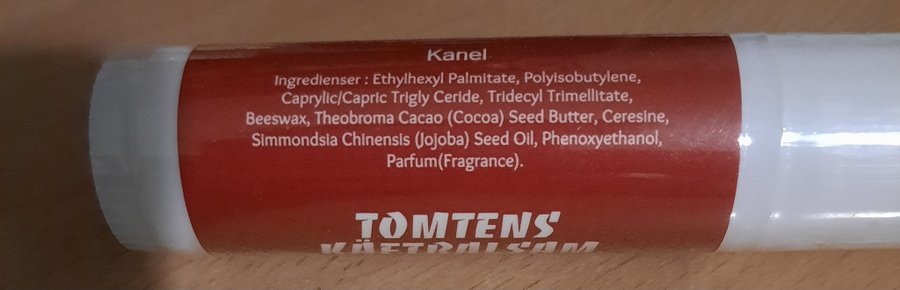 Kanel
Ingredienser : Ethylhexyl Palmitate, Polyisobutylene,
Caprylic/Capric Trigly Ceride, Tridecyl Trimellitate,
Beeswax, Theobroma Cacao (Cocoa) Seed Butter, Ceresine,
Simmondsia Chinensis (Jojoba) Seed Oil, Phenoxyethanol,
Parfum(Fragrance).
TOMTENS
KÄFTBALSAM